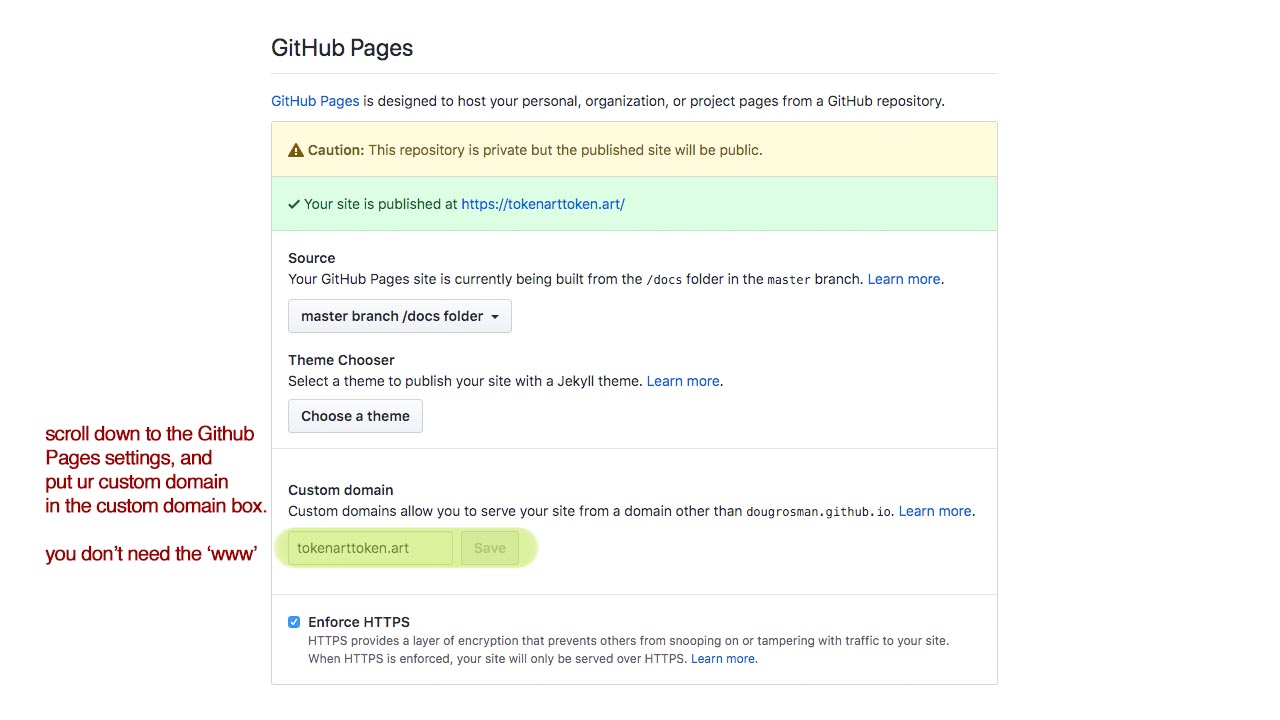 GitHub Pages
GitHub Pages is designed to host your personal, organization, or project pages from a GitHub repository.
Caution: This repository is private but the published site will be public.
Your site is published at https://tokenarttoken.art/
Source
Your GitHub Pages site is currently being built from the /docs folder in the master branch. Learn more.
master branch /docs folder
Theme Chooser
Select a theme to publish your site with a Jekyll theme. Learn more.
Choose a theme
scroll down to the Github
Pages settings, and
put ur custom domain
in the custom domain box.
you don't need the ‘www’
Custom domain
Custom domains allow you to serve your site from a domain other than dougrosman.github.io. Learn more.
tokenarttoken.art
Save
Enforce HTTPS
HTTPS provides a layer of encryption that prevents others from snooping on or tampering with traffic to your site.
When HTTPS is enforced, your site will only be served over HTTPS. Learn more.